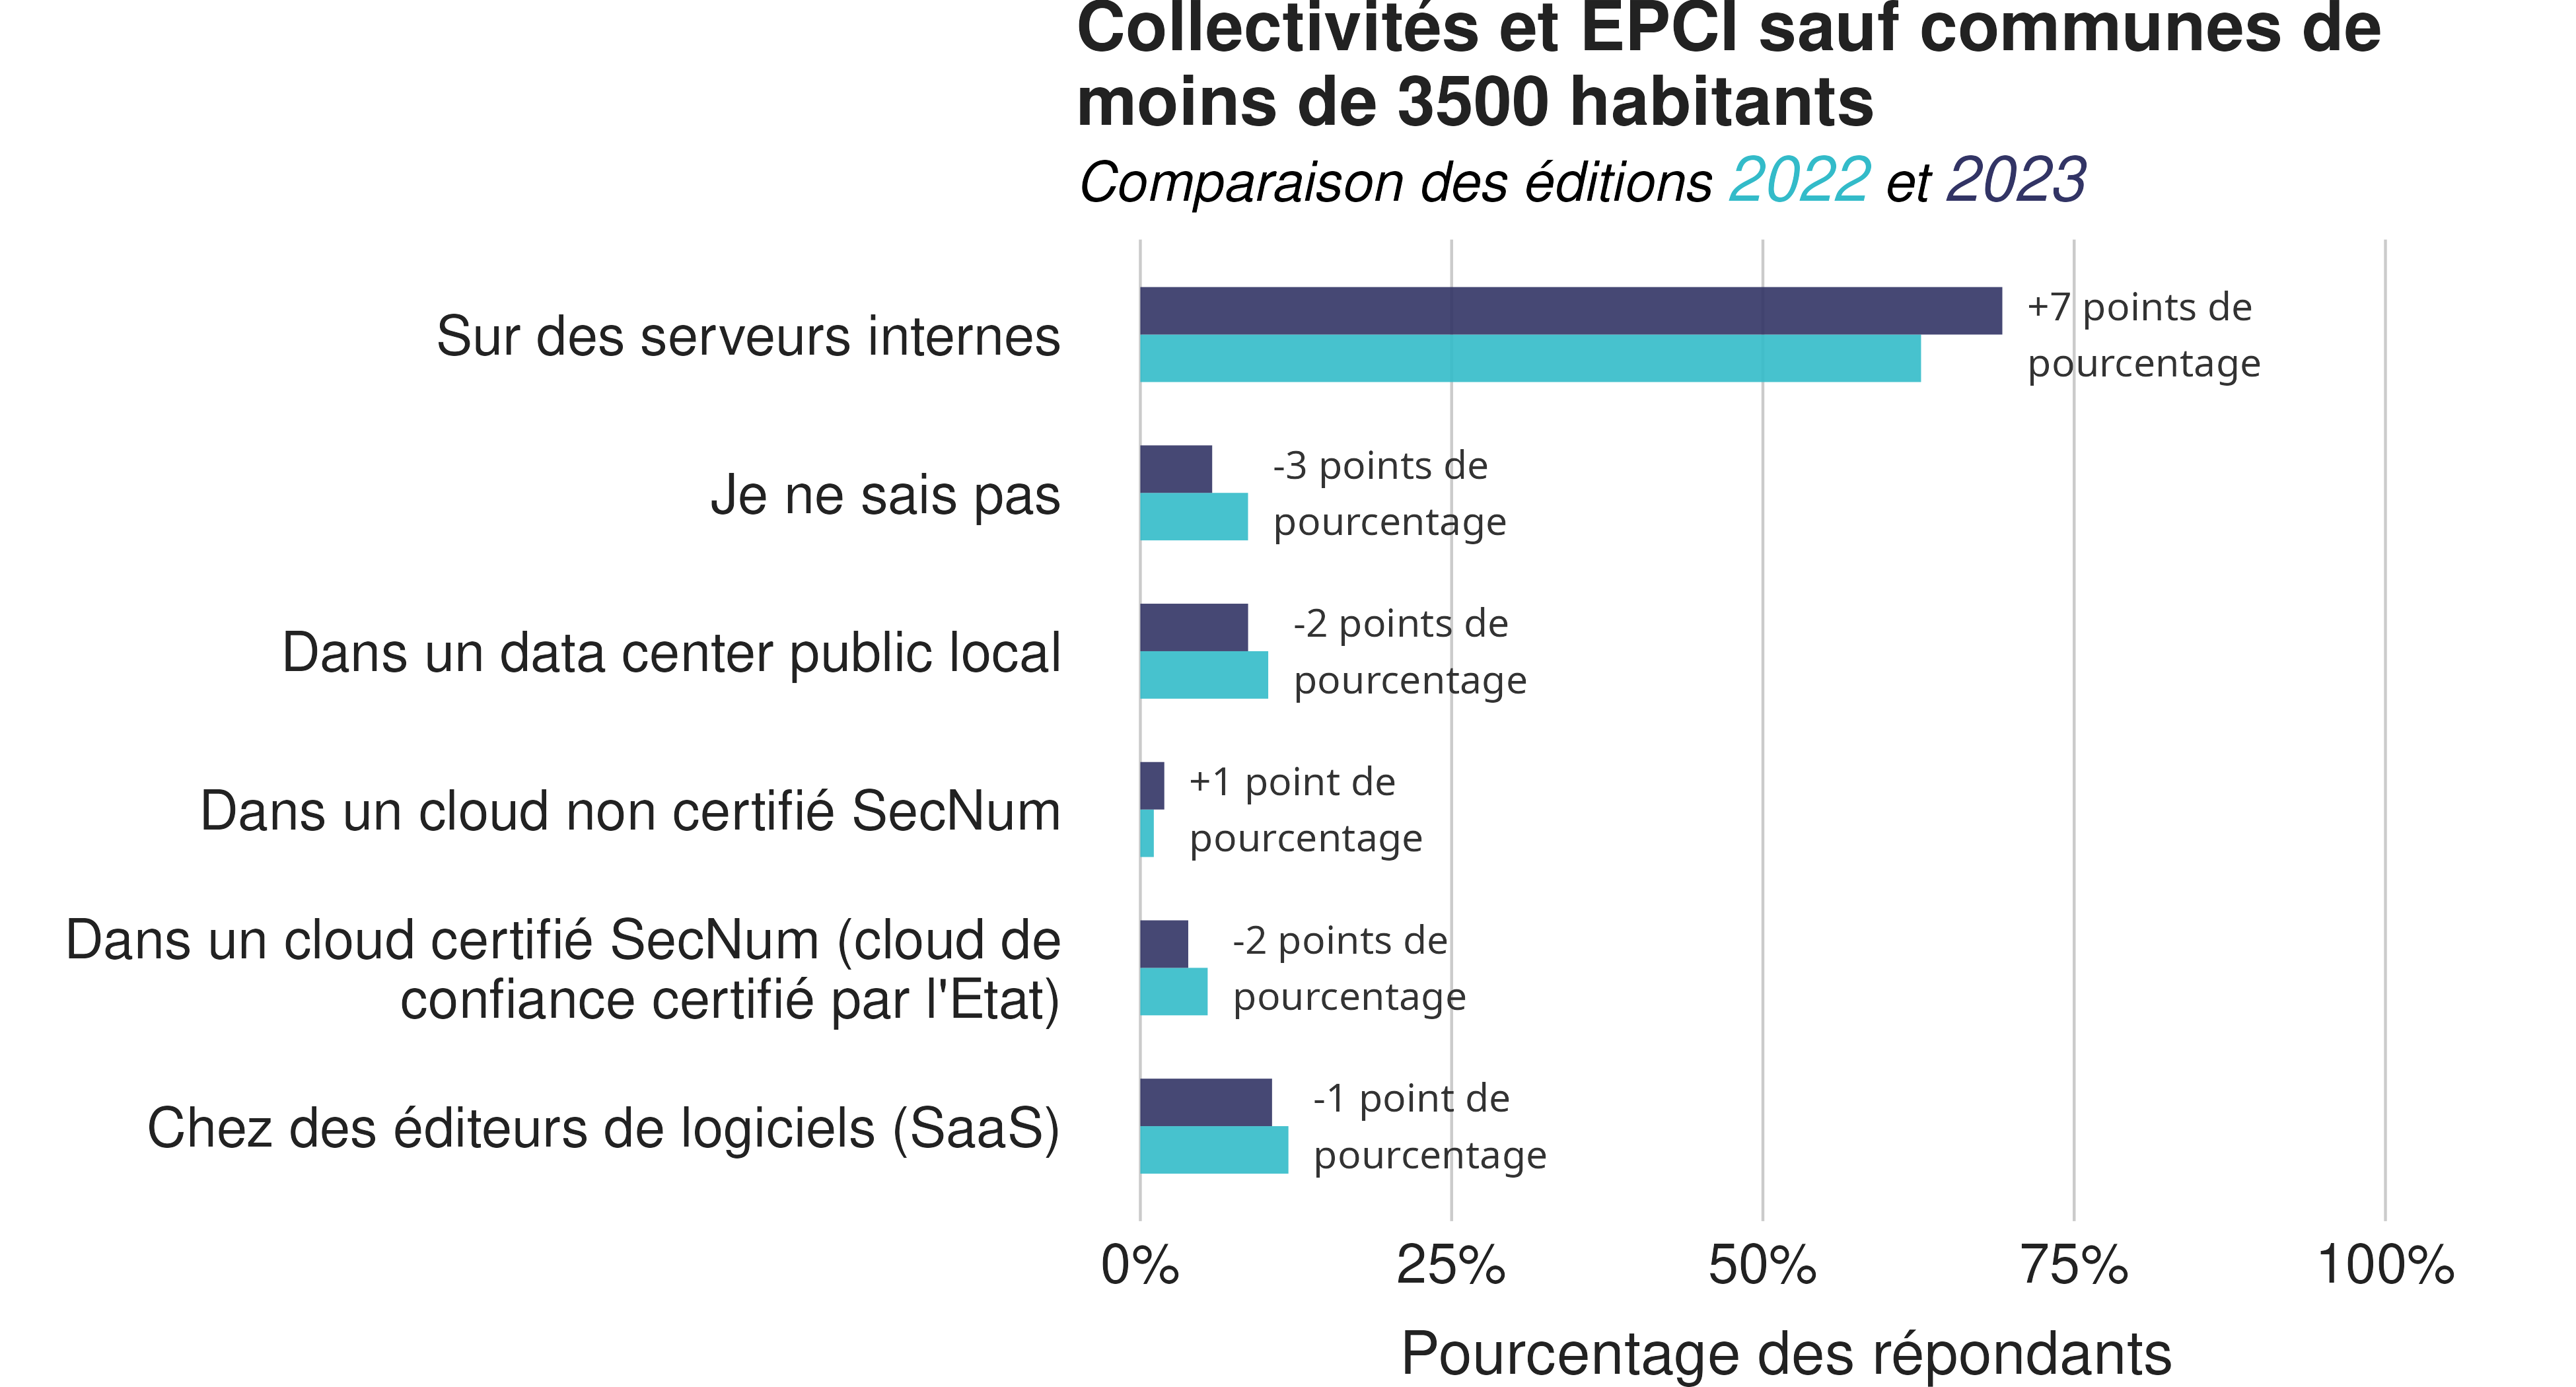 Collectivités et EPCI sauf communes de
moins de 3500 habitants
Comparaison des éditions 2022 et 2023
Sur des serveurs internes
+7 points de
pourcentage
Je ne sais pas
-3 points de
pourcentage
Dans un data center public local
-2 points de
pourcentage
Dans un cloud non certifié SecNum
+1 point de
pourcentage
Dans un cloud certifié SecNum (cloud de
confiance certifié par l'Etat)
-2 points de
pourcentage
Chez des éditeurs de logiciels (SaaS)
-1 point de
pourcentage
0% 25% 50% 75% 100%
Pourcentage des répondants